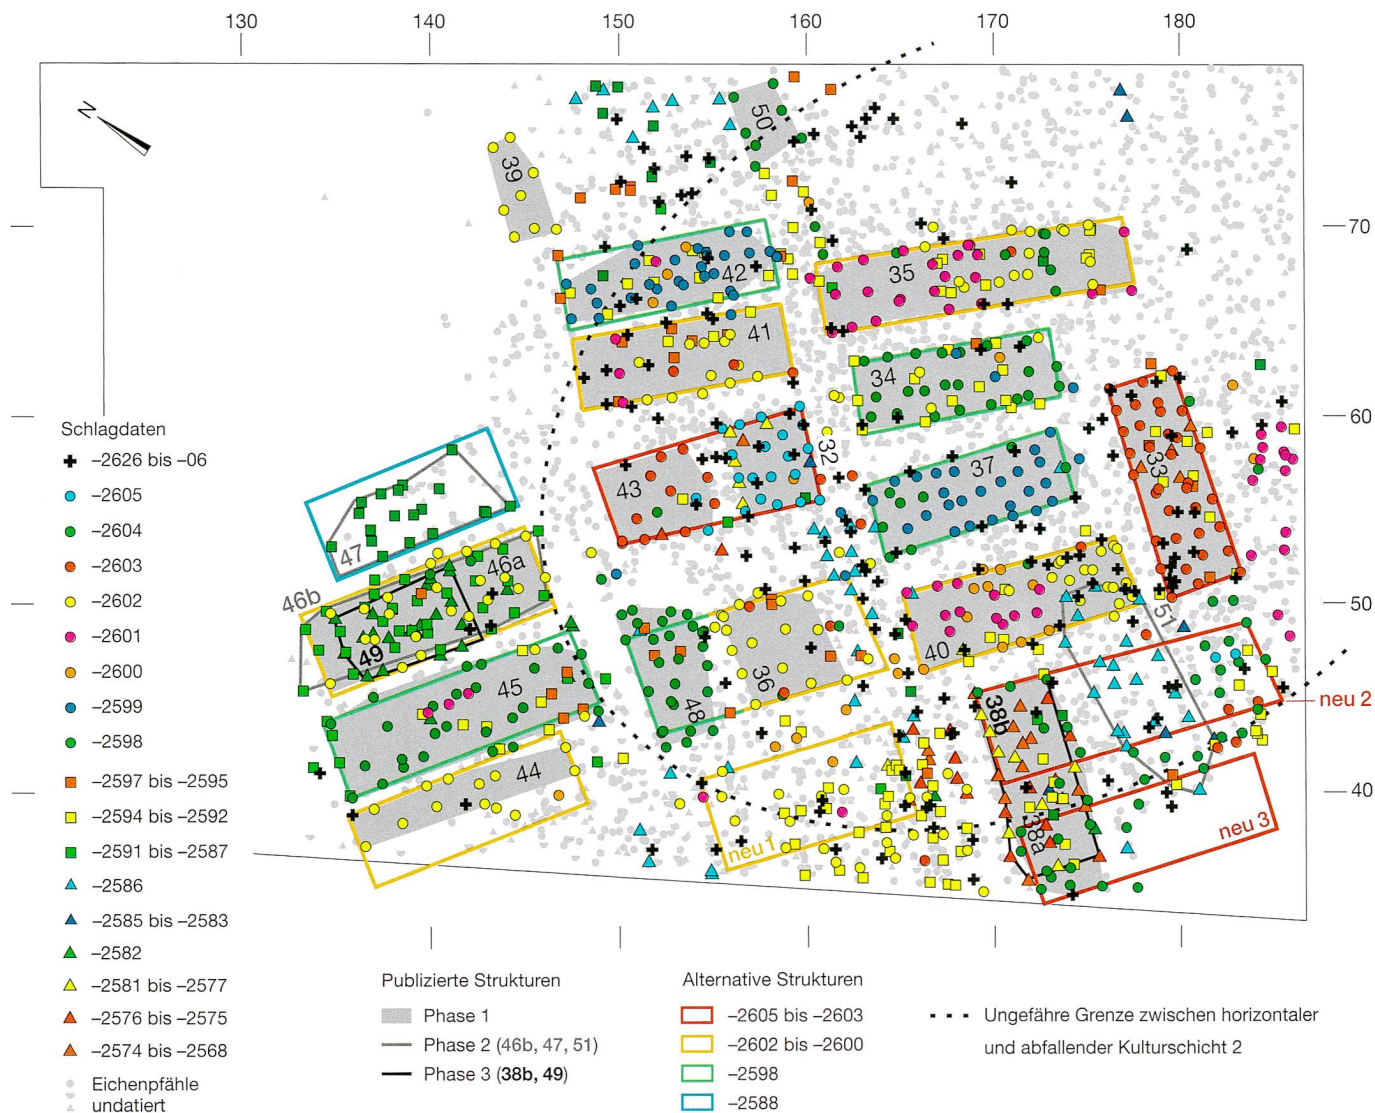 130 140 150 160 170 180
N
70
60
50
40
50
39
42
35
41
34
32
43
37
33
47
46a
46b
49
45
48
36
40
51
44
38b
38a
neu 1
neu 2
neu 3
Schlagdaten
–2626 bis –06
–2605
–2604
–2603
–2602
–2601
–2600
–2599
–2598
–2597 bis –2595
–2594 bis –2592
–2591 bis –2587
–2586
–2585 bis –2583
–2582
–2581 bis –2577
–2576 bis –2575
–2574 bis –2568
Eichenpfähle
undatiert
Publizierte Strukturen
Phase 1
Phase 2 (46b, 47, 51)
Phase 3 (38b, 49)
Alternative Strukturen
–2605 bis –2603
–2602 bis –2600
–2598
–2588
Ungefähre Grenze zwischen horizontaler
und abfallender Kulturschicht 2